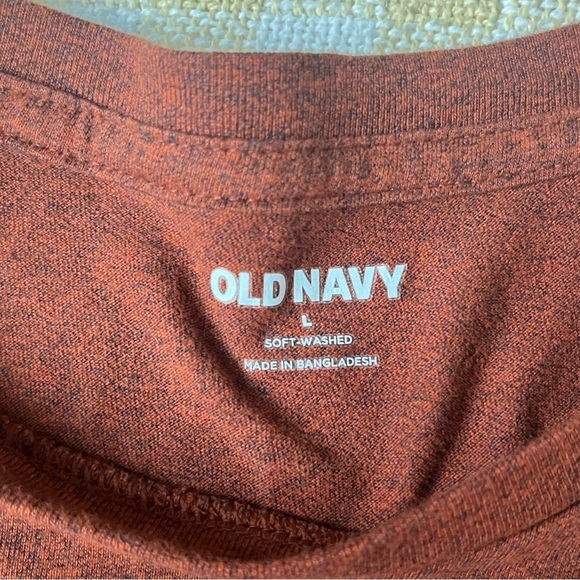 OLD NAVY
L
SOFT-WASHED
MADE IN BANGLADESH